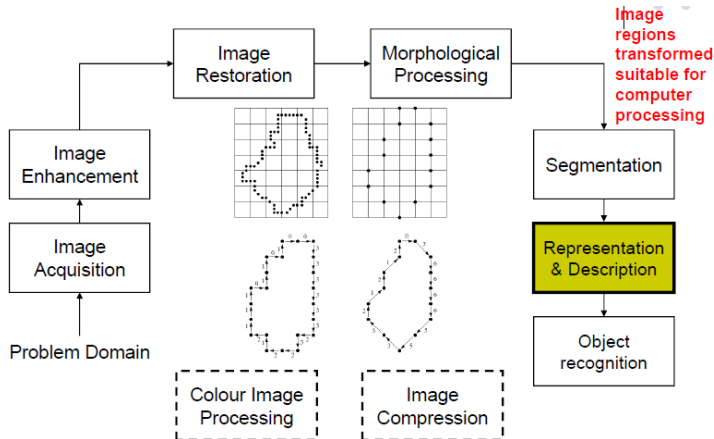 Image
regions
transformed
suitable for
computer
processing
Image
Restoration
Morphological
Processing
Image
Enhancement
Segmentation
Image
Acquisition
Representation
& Description
Problem Domain
Object
recognition
Colour Image
Processing
Image
Compression